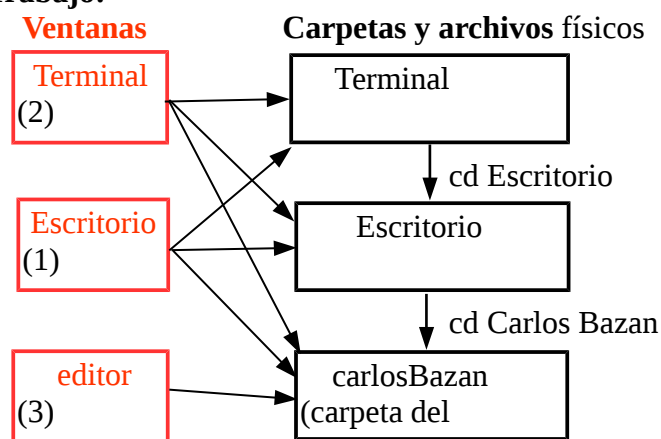 Trabajo:
Ventanas
Carpetas y archivos físicos
Terminal
(2)
Terminal
cd Escritorio
Escritorio
(1)
Escritorio
cd Carlos Bazan
editor
(3)
carlosBazan
(carpeta del